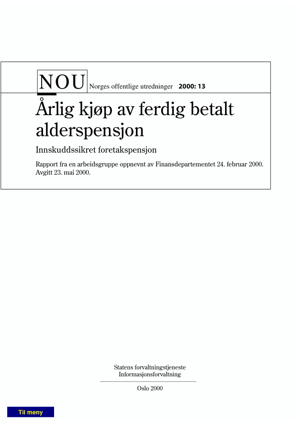 NOU Norges offentlige utredninger 2000: 13
Årlig kjøp av ferdig betalt
alderspensjon
Innskuddssikret foretakspensjon
Rapport fra en arbeidsgruppe oppnevnt av Finansdepartementet 24. februar 2000.
Avgitt 23. mai 2000.
Statens forvaltningstjeneste
Informasjonsforvaltning
Oslo 2000
Til meny